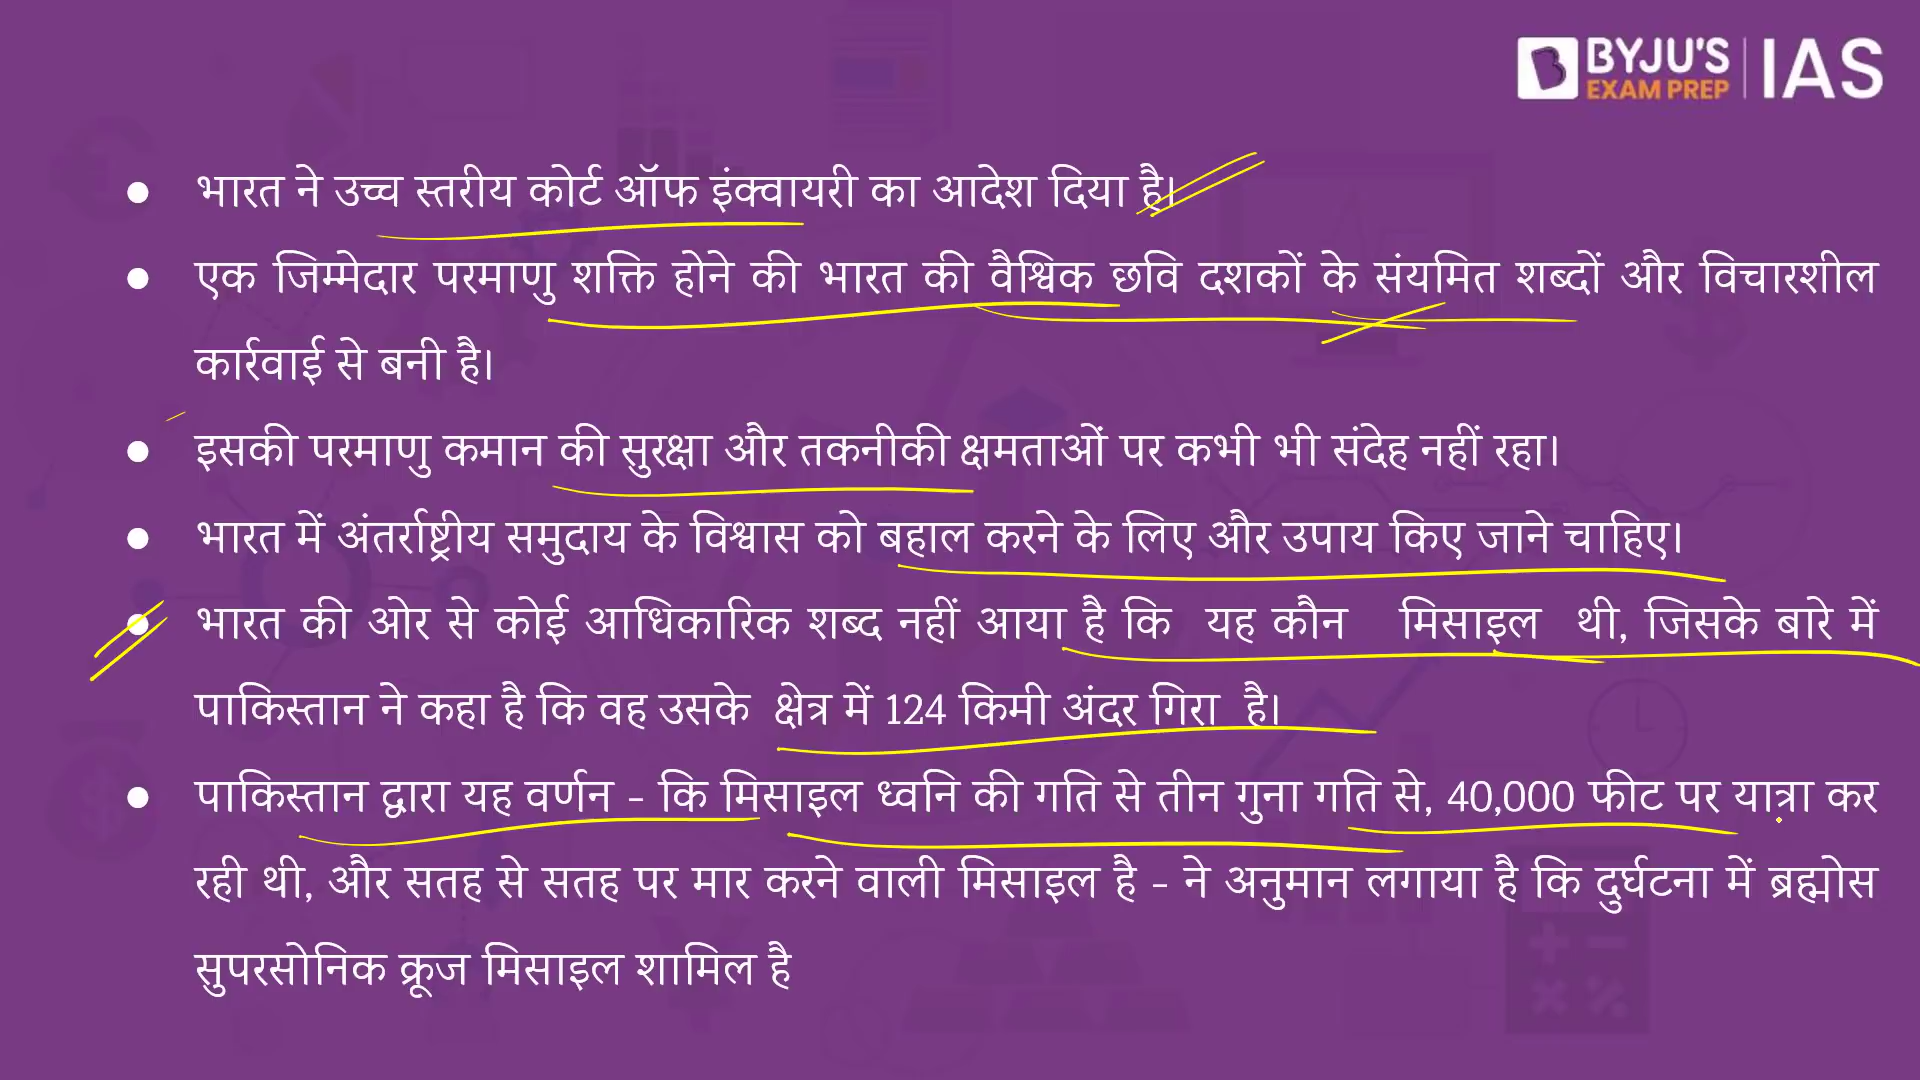 BYJU'S
EXAM PREP
IAS
● भारत ने उच्च स्तरीय कोर्ट ऑफ इंक्वायरी का आदेश दिया है।
● एक जिम्मेदार परमाणु शक्ति होने की भारत की वैश्विक छवि दशकों के संयमित शब्दों और विचारशील
कार्रवाई से बनी है।
● इसकी परमाणु कमान की सुरक्षा और तकनीकी क्षमताओं पर कभी भी संदेह नहीं रहा।
● भारत में अंतर्राष्ट्रीय समुदाय के विश्वास को बहाल करने के लिए और उपाय किए जाने चाहिए।
● भारत की ओर से कोई आधिकारिक शब्द नहीं आया है कि यह कौन मिसाइल थी, जिसके बारे में
पाकिस्तान ने कहा है कि वह उसके क्षेत्र में 124 किमी अंदर गिरा है।
● पाकिस्तान द्वारा यह वर्णन - कि मिसाइल ध्वनि की गति से तीन गुना गति से, 40,000 फीट पर यात्रा कर
रही थी, और सतह से सतह पर मार करने वाली मिसाइल है - ने अनुमान लगाया है कि दुर्घटना में ब्रह्मोस
सुपरसोनिक क्रूज मिसाइल शामिल है